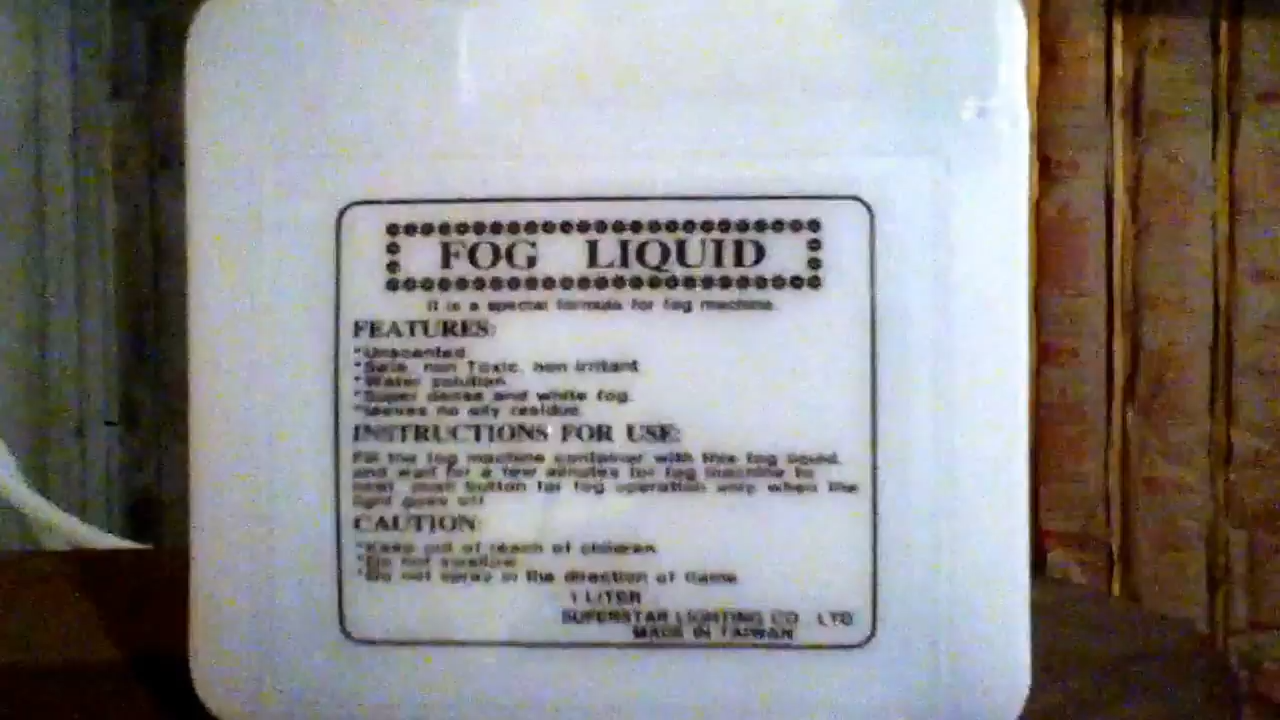 FOG LIQUID
It is a special formula for fog machine.
FEATURES:
*Unscented
*Safe, non Toxic, non irritant
*Water solution
*Super dense and white fog.
*leaves no oily residue.
INSTRUCTIONS FOR USE:
Fill the fog machine container with this fog liquid,
and wait for a few minutes for fog machine to
heat, push button for fog operation only when the
light goes off
CAUTION:
*Keep out of reach of children
*Do not swallow
*Do not spray in the direction of flame
1 LITER
SUPERSTAR LIGHTING CO. LTD
MADE IN TAIWAN